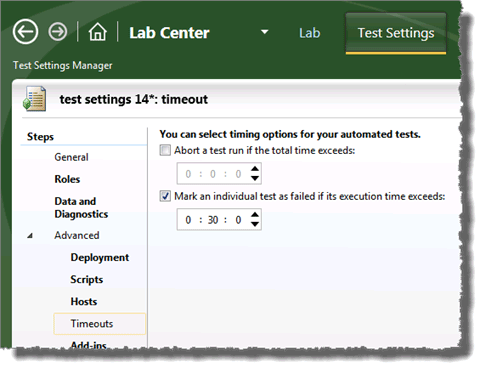 Lab Center
Lab
Test Settings
Test Settings Manager
test settings 14*: timeout
Steps
General
Roles
Data and
Diagnostics
Advanced
Deployment
Scripts
Hosts
Timeouts
Add-ins
You can select timing options for your automated tests.
Abort a test run if the total time exceeds:
0 : 0 : 0
Mark an individual test as failed if its execution time exceeds:
0 : 30 : 0